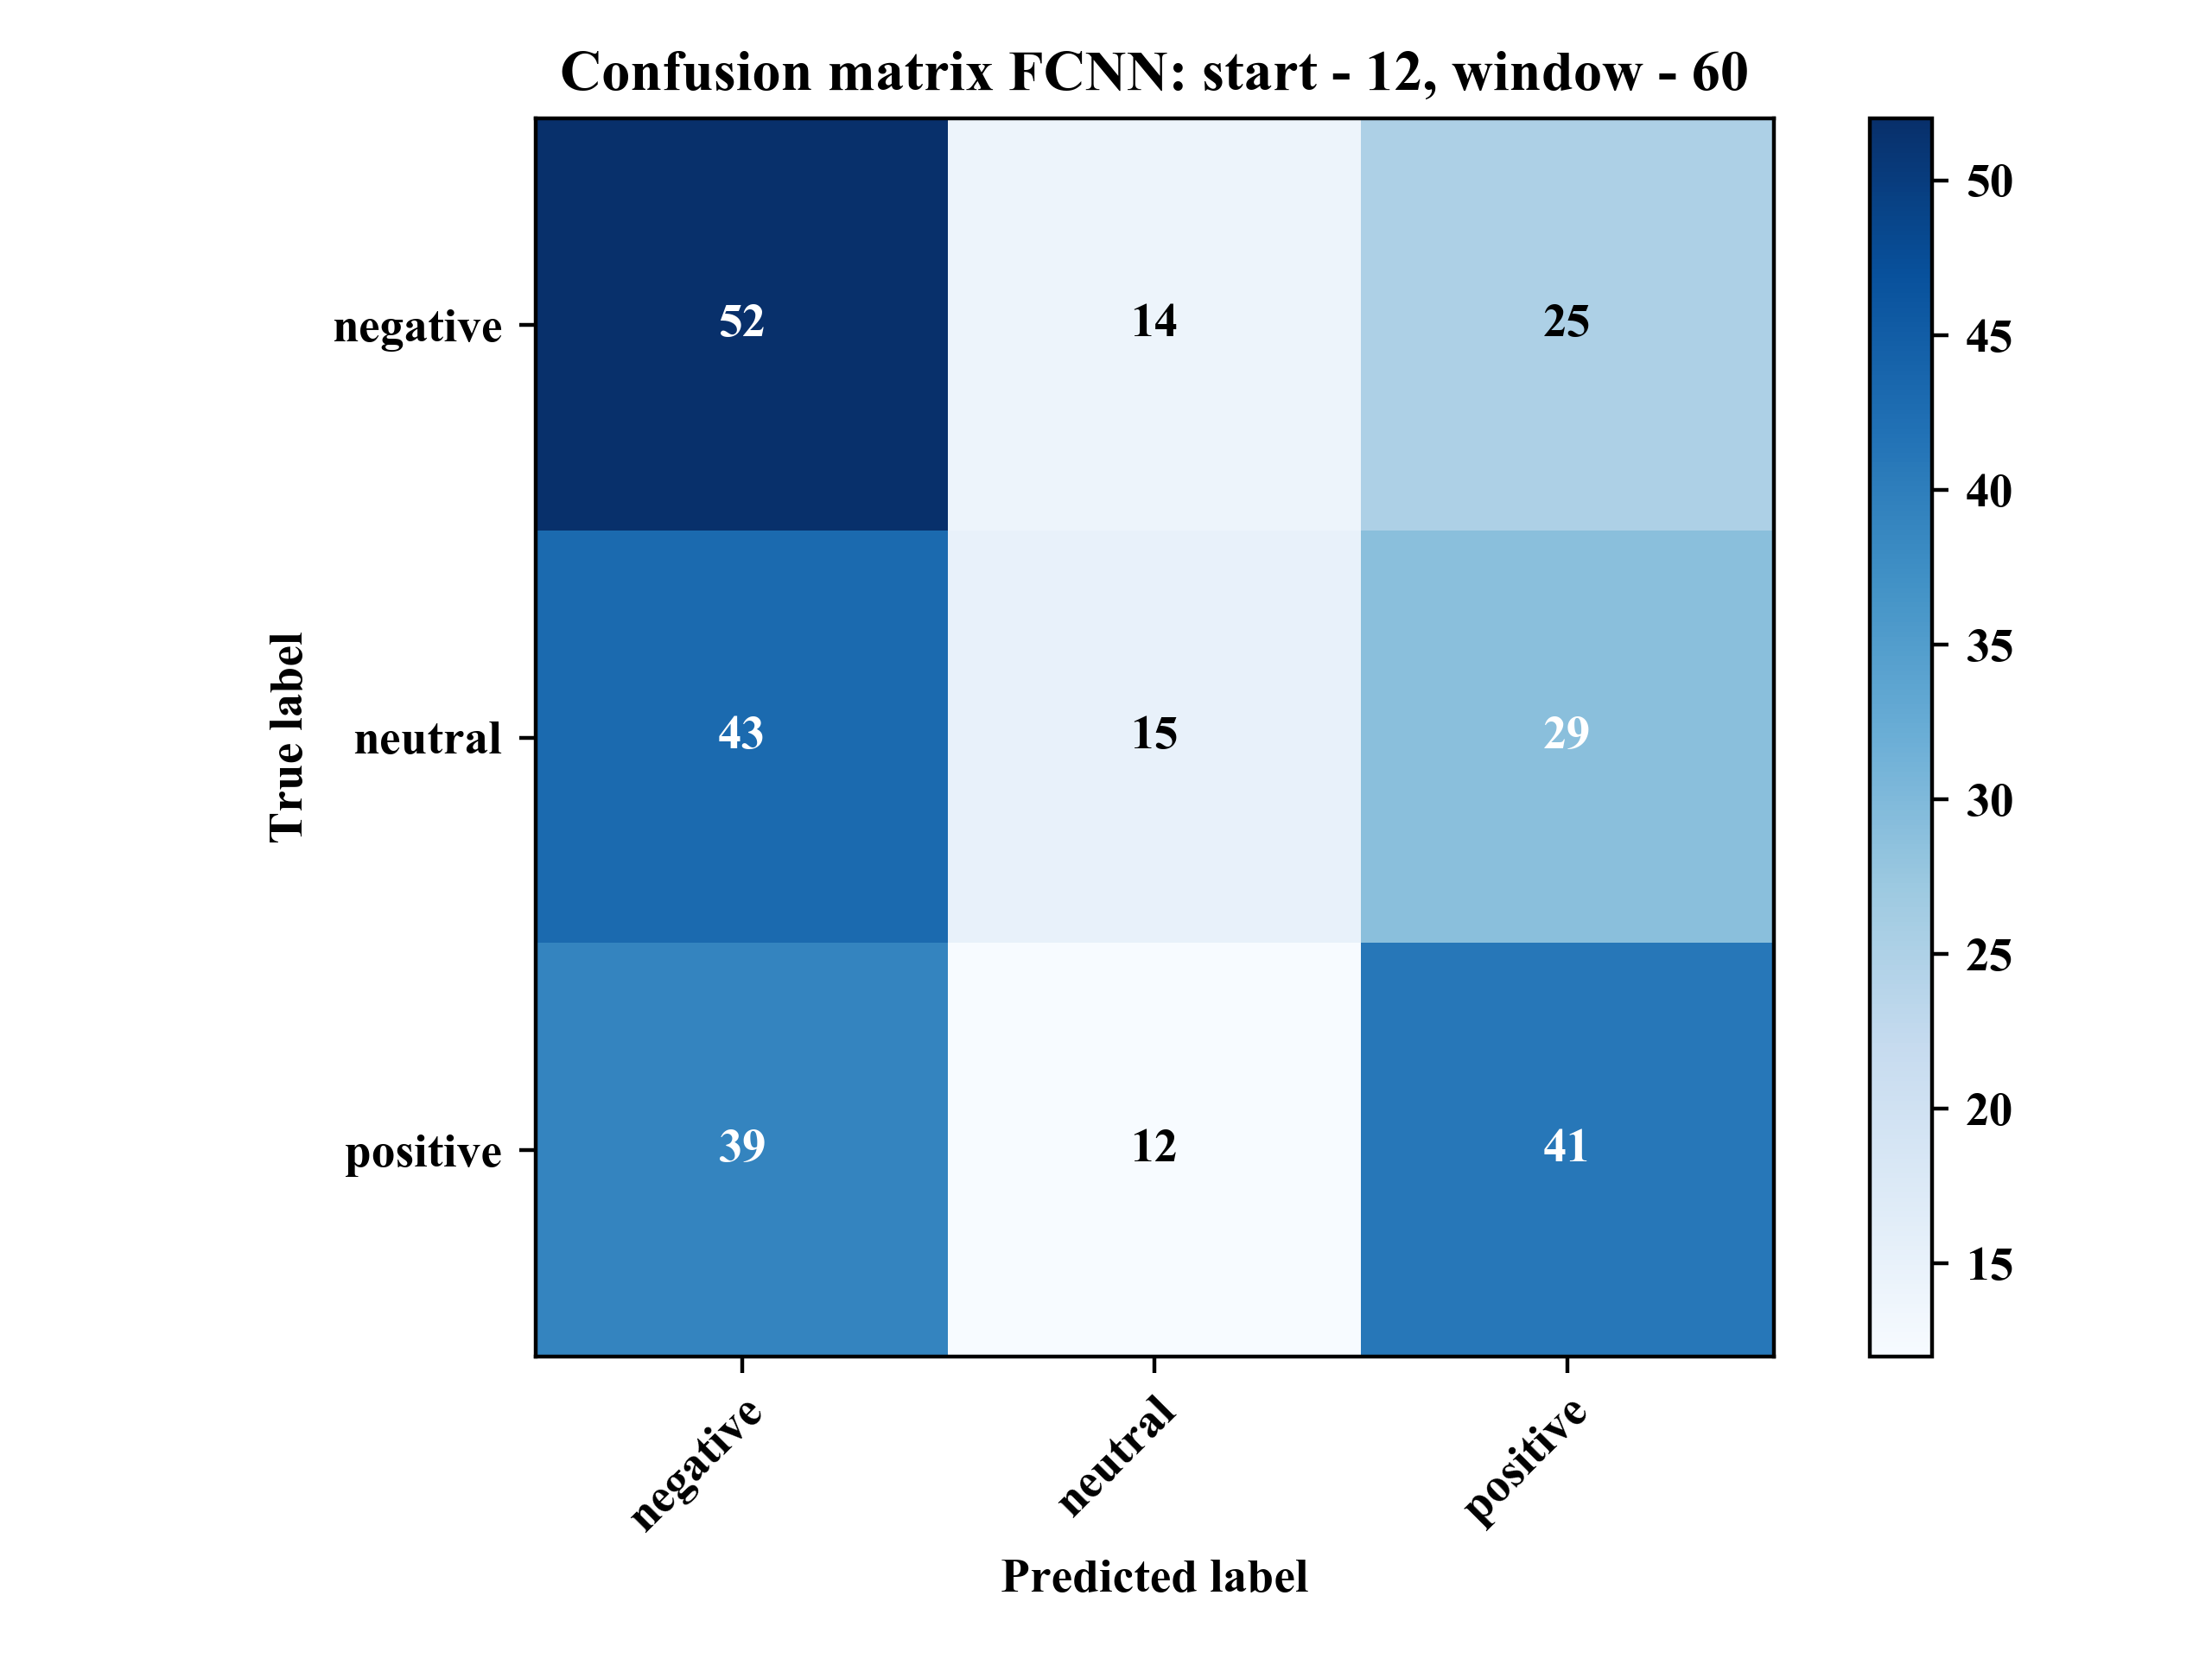 Confusion matrix FCNN: start - 12, window - 60
True label
negative 52 14 25
neutral 43 15 29
positive 39 12 41
negative neutral positive
Predicted label
50
45
40
35
30
25
20
15